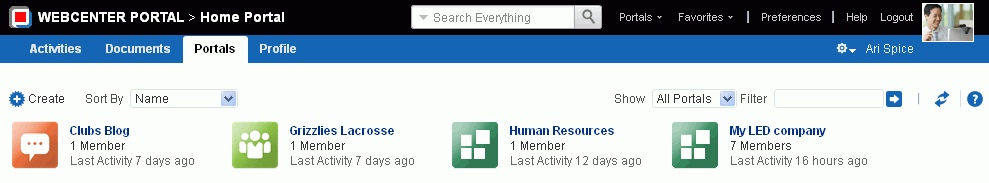 WEBCENTER PORTAL > Home Portal Search Everything Portals Favorites Preferences Help Logout
Activities Documents Portals Profile Ari Spice
Create Sort By Name Show All Portals Filter
Clubs Blog Grizzlies Lacrosse Human Resources My LED company
1 Member 1 Member 1 Member 7 Members
Last Activity 7 days ago Last Activity 7 days ago Last Activity 12 days ago Last Activity 16 hours ago